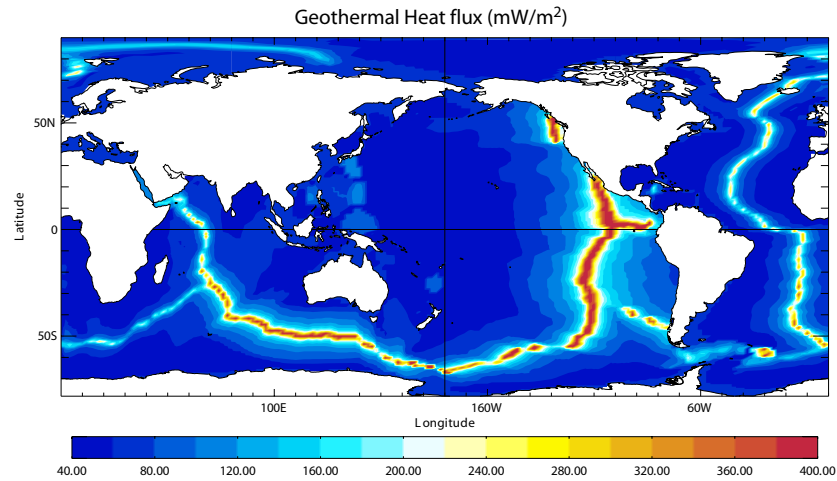 Geothermal Heat flux (mW/m²)
50N
0
50S
Latitude
100E
160W
60W
Longitude
40.00
80.00
120.00
160.00
200.00
240.00
280.00
320.00
360.00
400.00